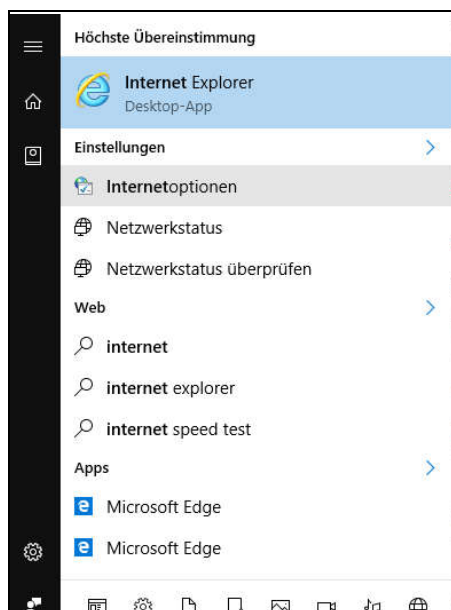 Höchste Übereinstimmung
Internet Explorer
Desktop-App
Einstellungen
Internetoptionen
Netzwerkstatus
Netzwerkstatus überprüfen
Web
internet
internet explorer
internet speed test
Apps
Microsoft Edge
Microsoft Edge